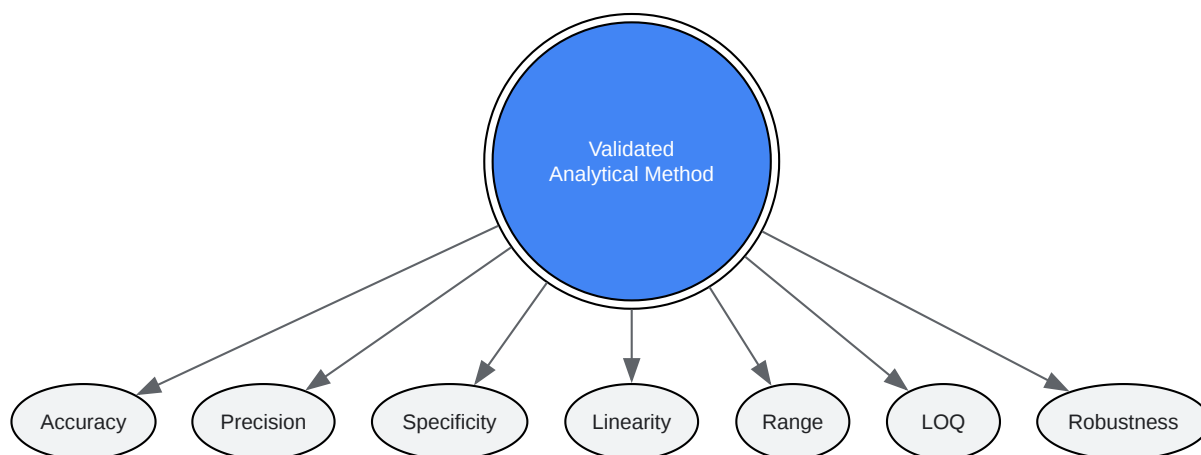 Validated
Analytical Method
Accuracy
Precision
Specificity
Linearity
Range
LOQ
Robustness